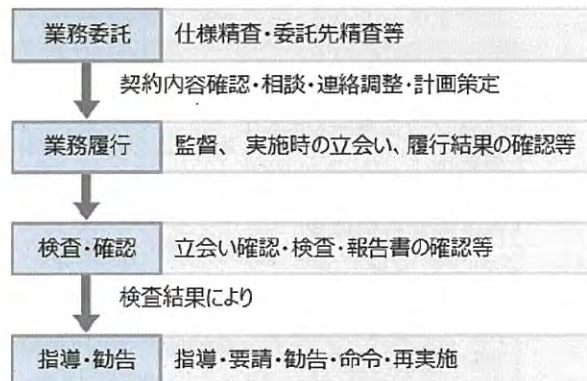 業務委託 仕様精査・委託先精査等
契約内容確認・相談・連絡調整・計画策定
業務履行 監督、 実施時の立会い、履行結果の確認等
検査・確認 立会い確認・検査・報告書の確認等
検査結果により
指導・勧告 指導・要請・勧告・命令・再実施